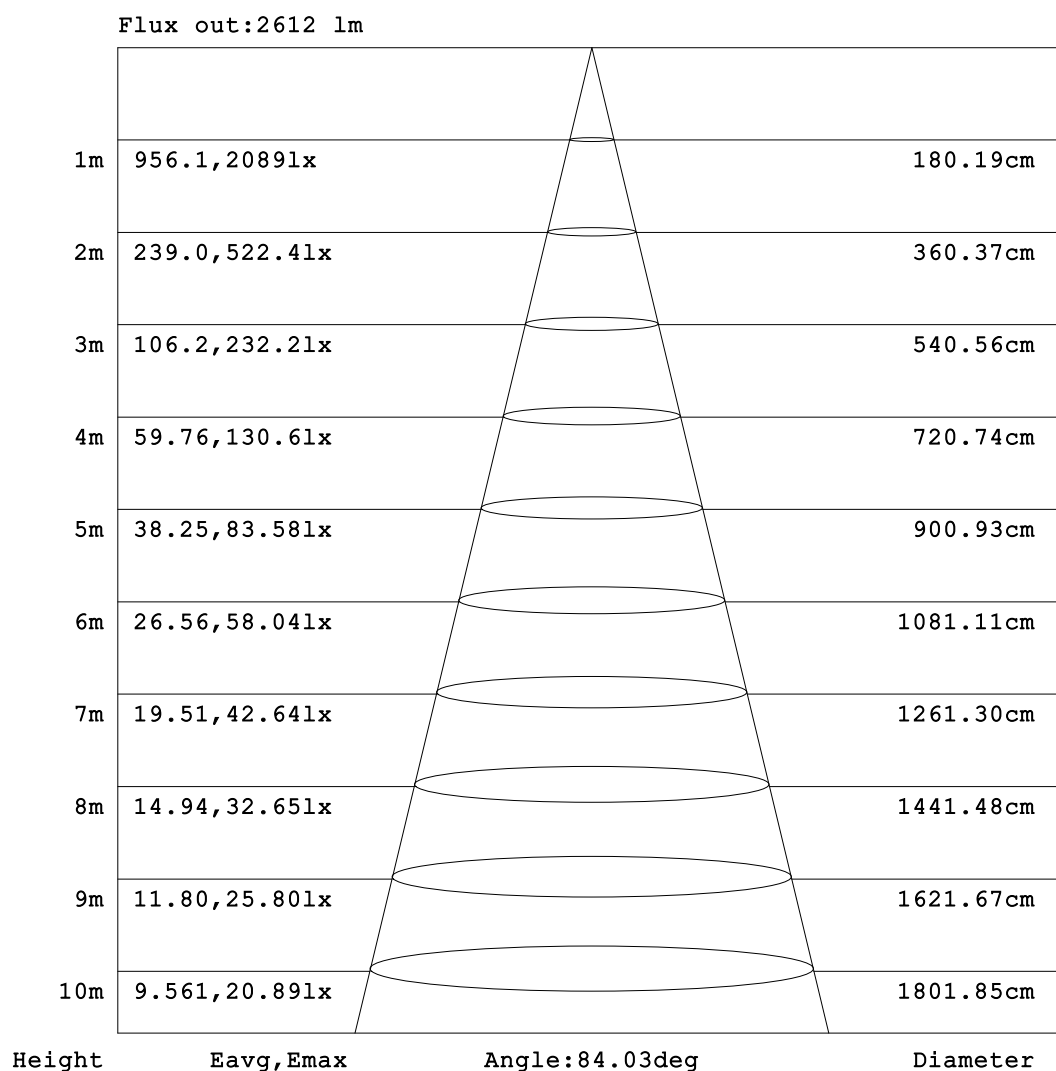 Flux out:2612 lm
1m 956.1,2089lx 180.19cm
2m 239.0,522.4lx 360.37cm
3m 106.2,232.2lx 540.56cm
4m 59.76,130.6lx 720.74cm
5m 38.25,83.58lx 900.93cm
6m 26.56,58.04lx 1081.11cm
7m 19.51,42.64lx 1261.30cm
8m 14.94,32.65lx 1441.48cm
9m 11.80,25.80lx 1621.67cm
10m 9.561,20.89lx 1801.85cm
Height Eavg,Emax Angle:84.03deg Diameter